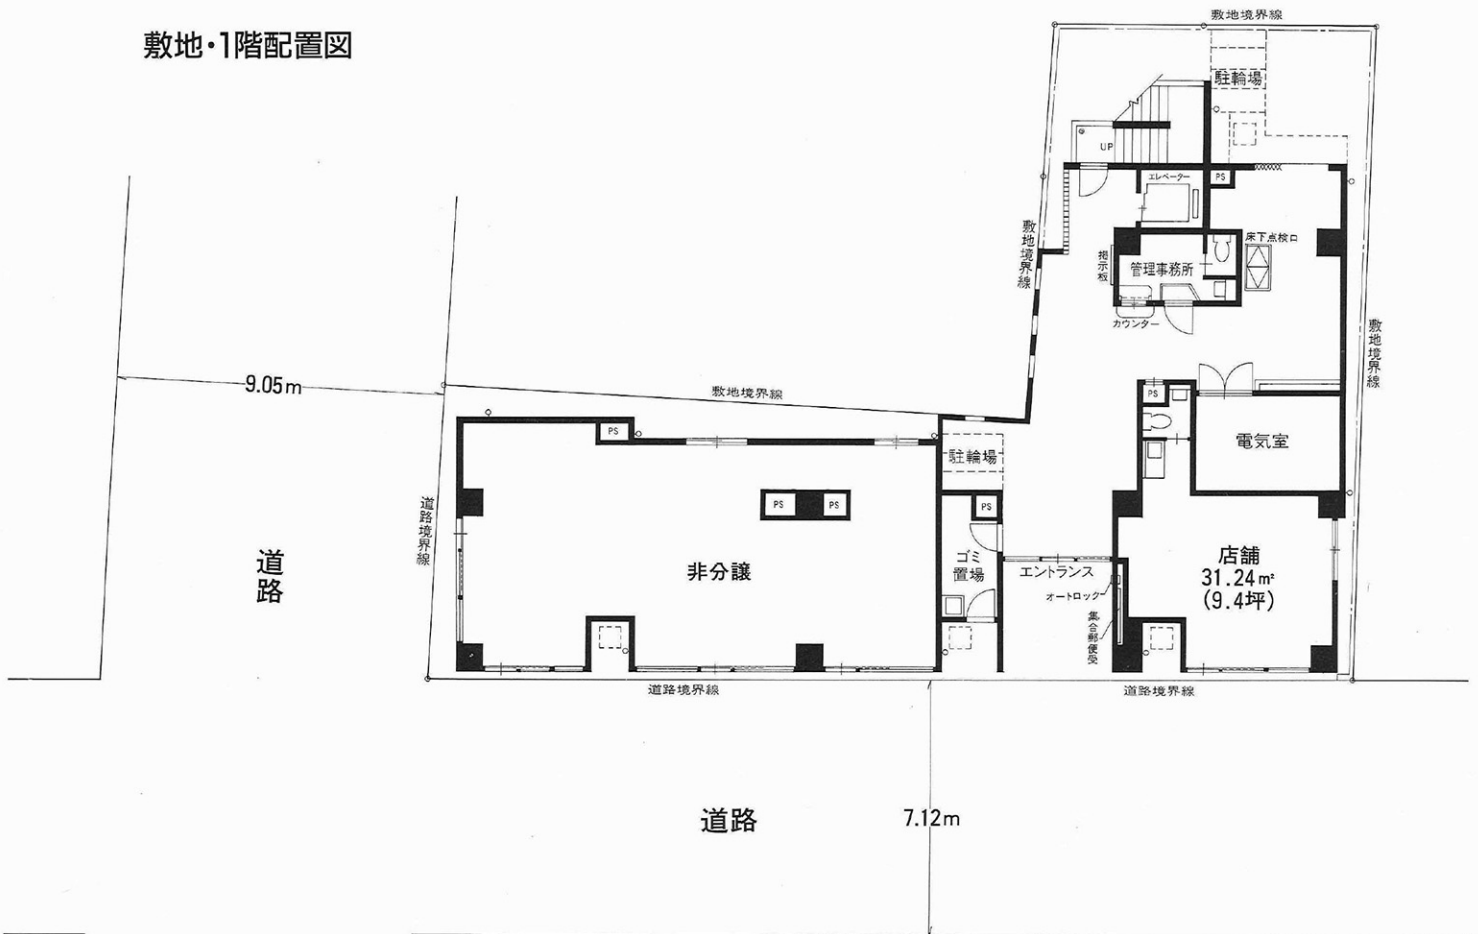 敷地・1階配置図
敷地境界線
駐輪場
UP
エレベーター
PS
敷地境界線
掲示板
管理事務所
床下点検口
カウンター
敷地境界線
9.05m
敷地境界線
PS
電気室
PS
駐輪場
道路境界線
PS
PS
PS
道路
非分譲
ゴミ
置場
エントランス
オートロック
集合郵便受
店舗
31.24㎡
(9.4坪)
道路境界線
道路境界線
道路
7.12m